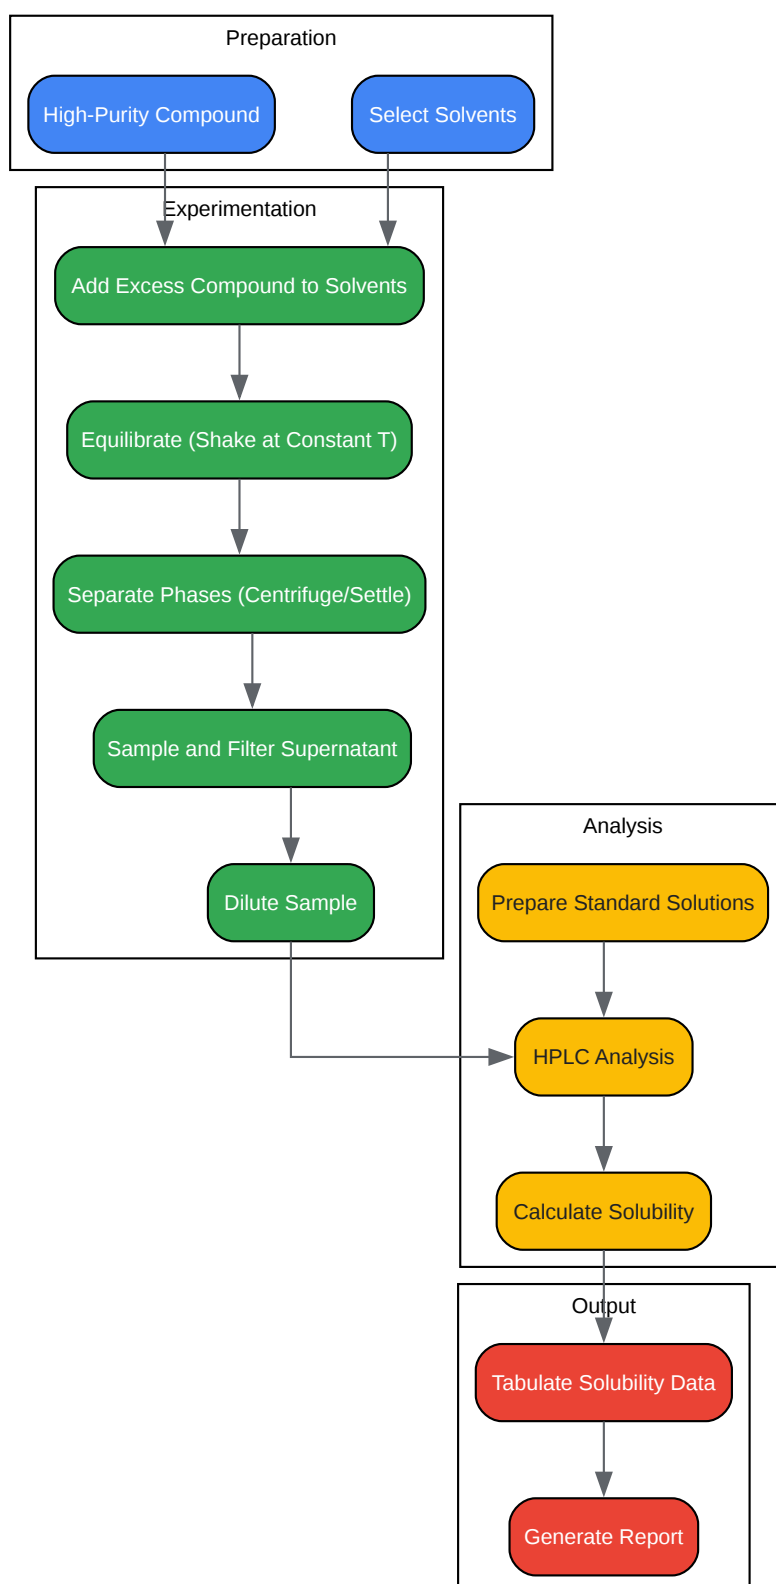 Preparation
High-Purity Compound
Select Solvents
Experimentation
Add Excess Compound to Solvents
Equilibrate (Shake at Constant T)
Separate Phases (Centrifuge/Settle)
Sample and Filter Supernatant
Dilute Sample
Analysis
Prepare Standard Solutions
HPLC Analysis
Calculate Solubility
Output
Tabulate Solubility Data
Generate Report